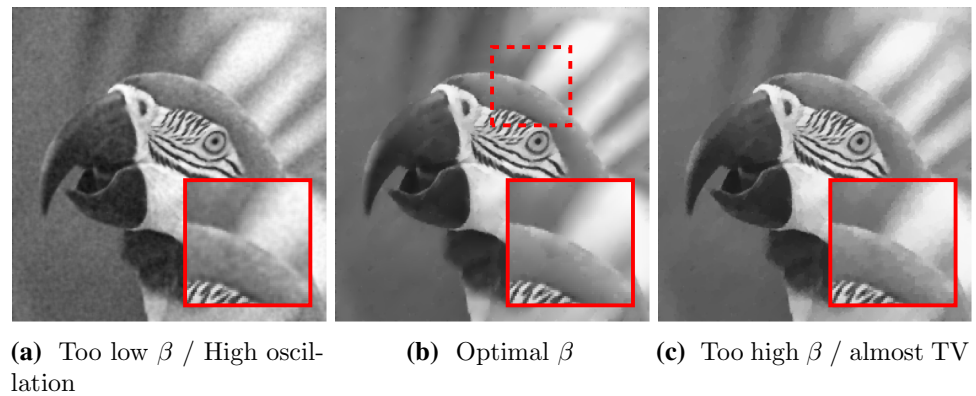 (a) Too low β / High oscil-
lation
(b) Optimal β
(c) Too high β / almost TV